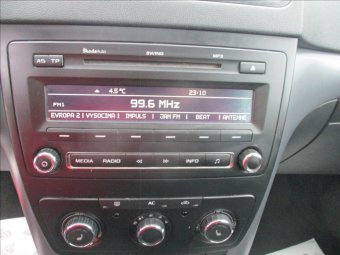 ŠkodaAuto SWING MP3
AS TP
4.5°C 23:10
FM1 99.6 MHz
EVROPA 2 | VYSOCINA | IMPULS | JAM FM | BEAT | ANTENNE
MEDIA RADIO INFO
AC